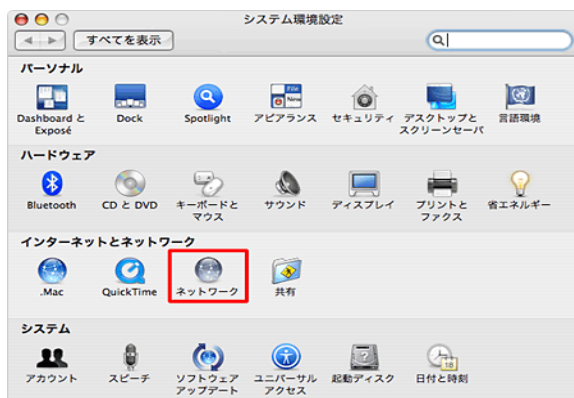 システム環境設定
すべてを表示
パーソナル
Dashboard と Exposé
Dock
Spotlight
File
New
アピアランス
セキュリティ
デスクトップと スクリーンセーバ
言語環境
ハードウェア
Bluetooth
CD と DVD
キーボードと マウス
サウンド
ディスプレイ
プリントと ファクス
省エネルギー
インターネットとネットワーク
.Mac
QuickTime
ネットワーク
共有
システム
アカウント
スピーチ
ソフトウェア アップデート
ユニバーサル アクセス
?
起動ディスク
18
日付と時刻